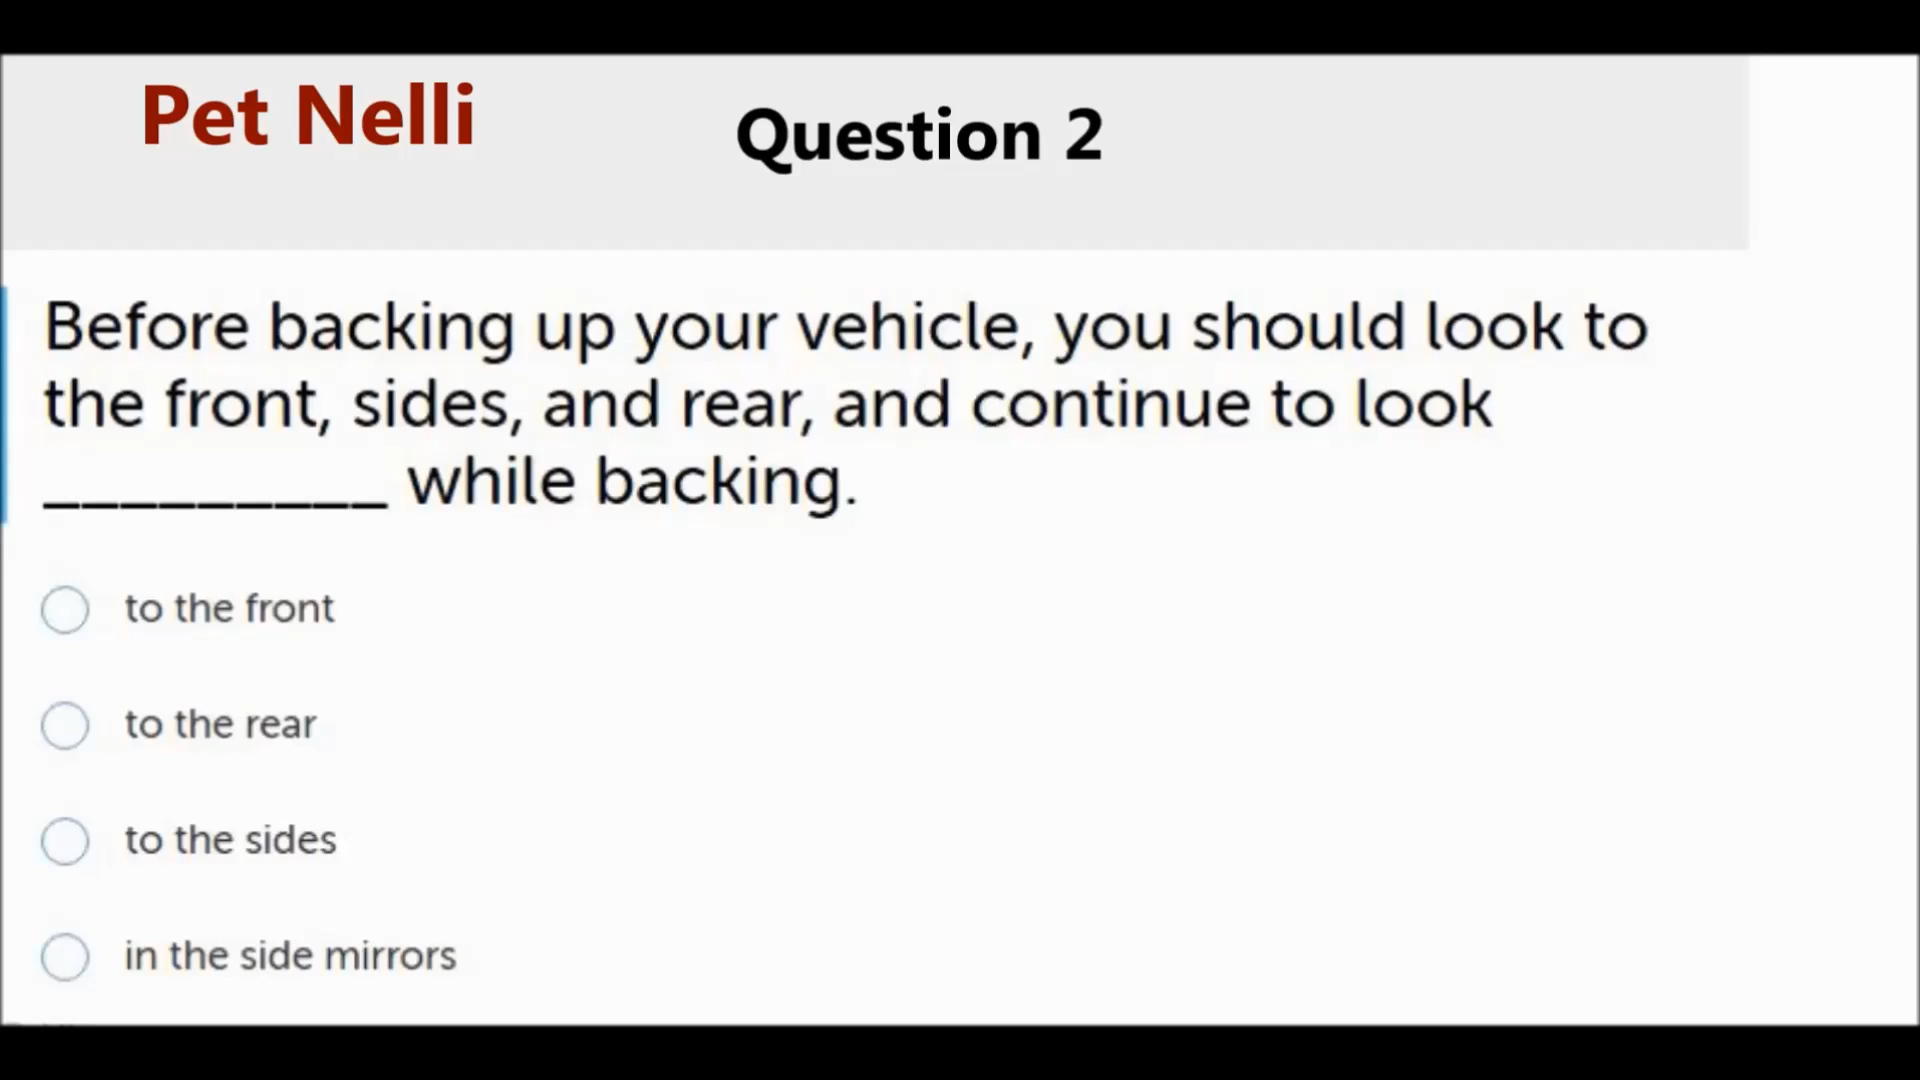 Pet Nelli
Question 2
Before backing up your vehicle, you should look to
the front, sides, and rear, and continue to look
_________ while backing.
to the front
to the rear
to the sides
in the side mirrors